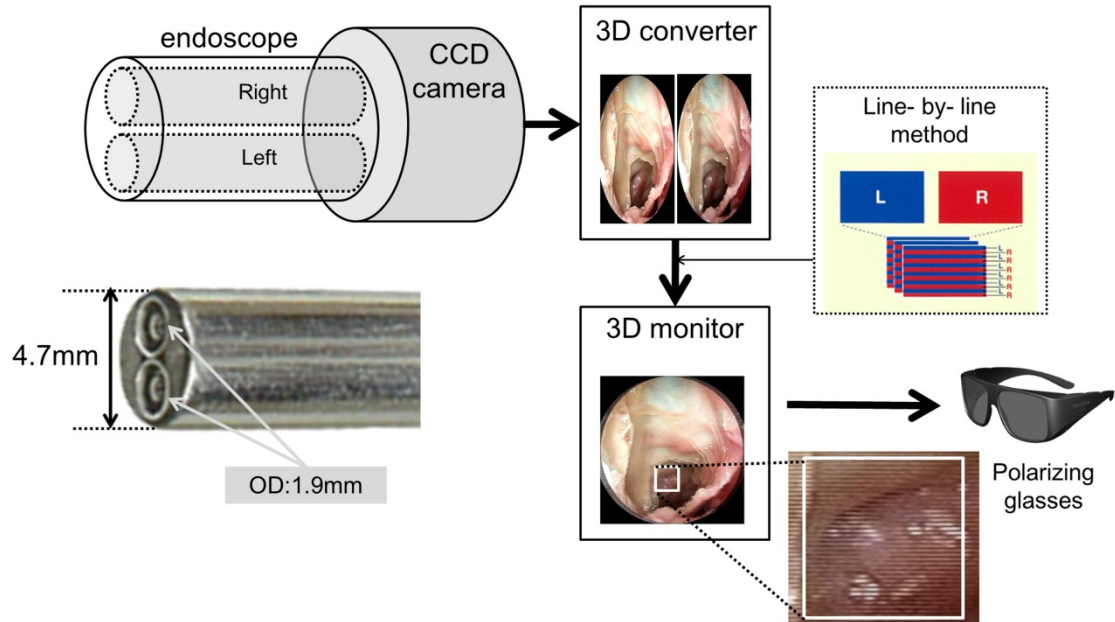 endoscope
Right
Left
CCD
camera
3D converter
Line- by- line
method
L
R
L
R
L
R
L
R
L
R
L
R
3D monitor
4.7mm
OD:1.9mm
Polarizing
glasses